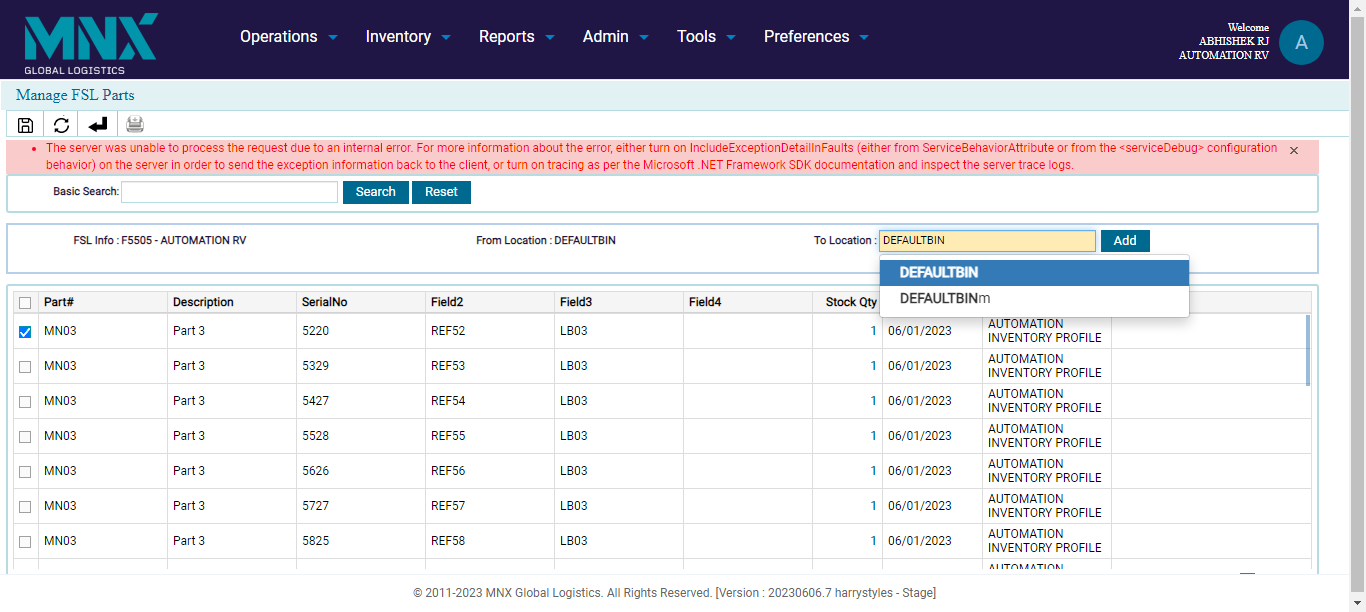 MNX
GLOBAL LOGISTICS
Operations Inventory Reports Admin Tools Preferences
Welcome
ABHISHEK RJ
AUTOMATION RV
A
Manage FSL Parts
The server was unable to process the request due to an internal error. For more information about the error, either turn on IncludeExceptionDetailInFaults (either from ServiceBehaviorAttribute or from the <serviceDebug> configuration
behavior) on the server in order to send the exception information back to the client, or turn on tracing as per the Microsoft .NET Framework SDK documentation and inspect the server trace logs.
Basic Search: Search Reset
FSL Info : F5505 - AUTOMATION RV From Location : DEFAULTBIN To Location : DEFAULTBIN Add
DEFAULTBIN
DEFAULTBINm
Part# Description SerialNo Field2 Field3 Field4 Stock Qty
MN03 Part 3 5220 REF52 LB03 1 06/01/2023 AUTOMATION
INVENTORY PROFILE
MN03 Part 3 5329 REF53 LB03 1 06/01/2023 AUTOMATION
INVENTORY PROFILE
MN03 Part 3 5427 REF54 LB03 1 06/01/2023 AUTOMATION
INVENTORY PROFILE
MN03 Part 3 5528 REF55 LB03 1 06/01/2023 AUTOMATION
INVENTORY PROFILE
MN03 Part 3 5626 REF56 LB03 1 06/01/2023 AUTOMATION
INVENTORY PROFILE
MN03 Part 3 5727 REF57 LB03 1 06/01/2023 AUTOMATION
INVENTORY PROFILE
MN03 Part 3 5825 REF58 LB03 1 06/01/2023 AUTOMATION
INVENTORY PROFILE
AUTOMATION
© 2011-2023 MNX Global Logistics. All Rights Reserved. [Version : 20230606.7 harrystyles - Stage]